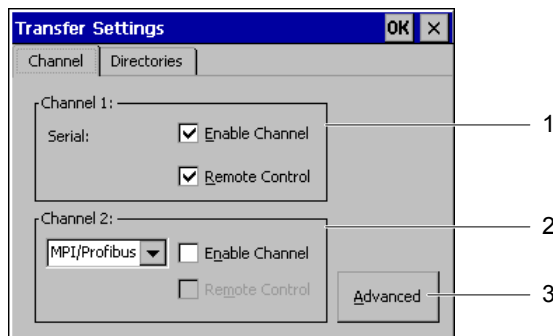 Transfer Settings OK ×
Channel Directories
Channel 1:
Serial: Enable Channel
Remote Control
1
Channel 2:
MPI/Profibus Enable Channel
Remote Control
2
Advanced
3